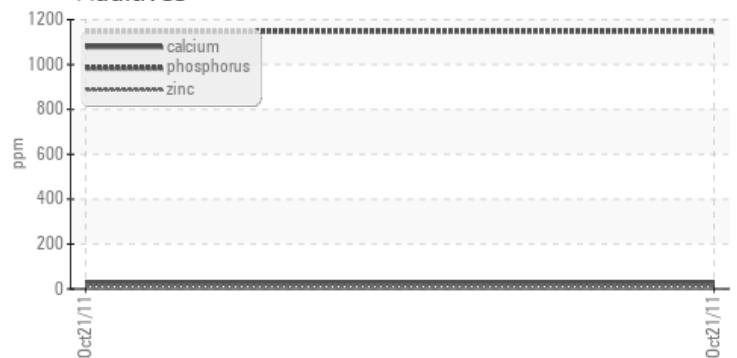 Additives
1200
1000
800
600
400
200
0
ppm
calcium
phosphorus
zinc
Oct21/11
Oct21/11